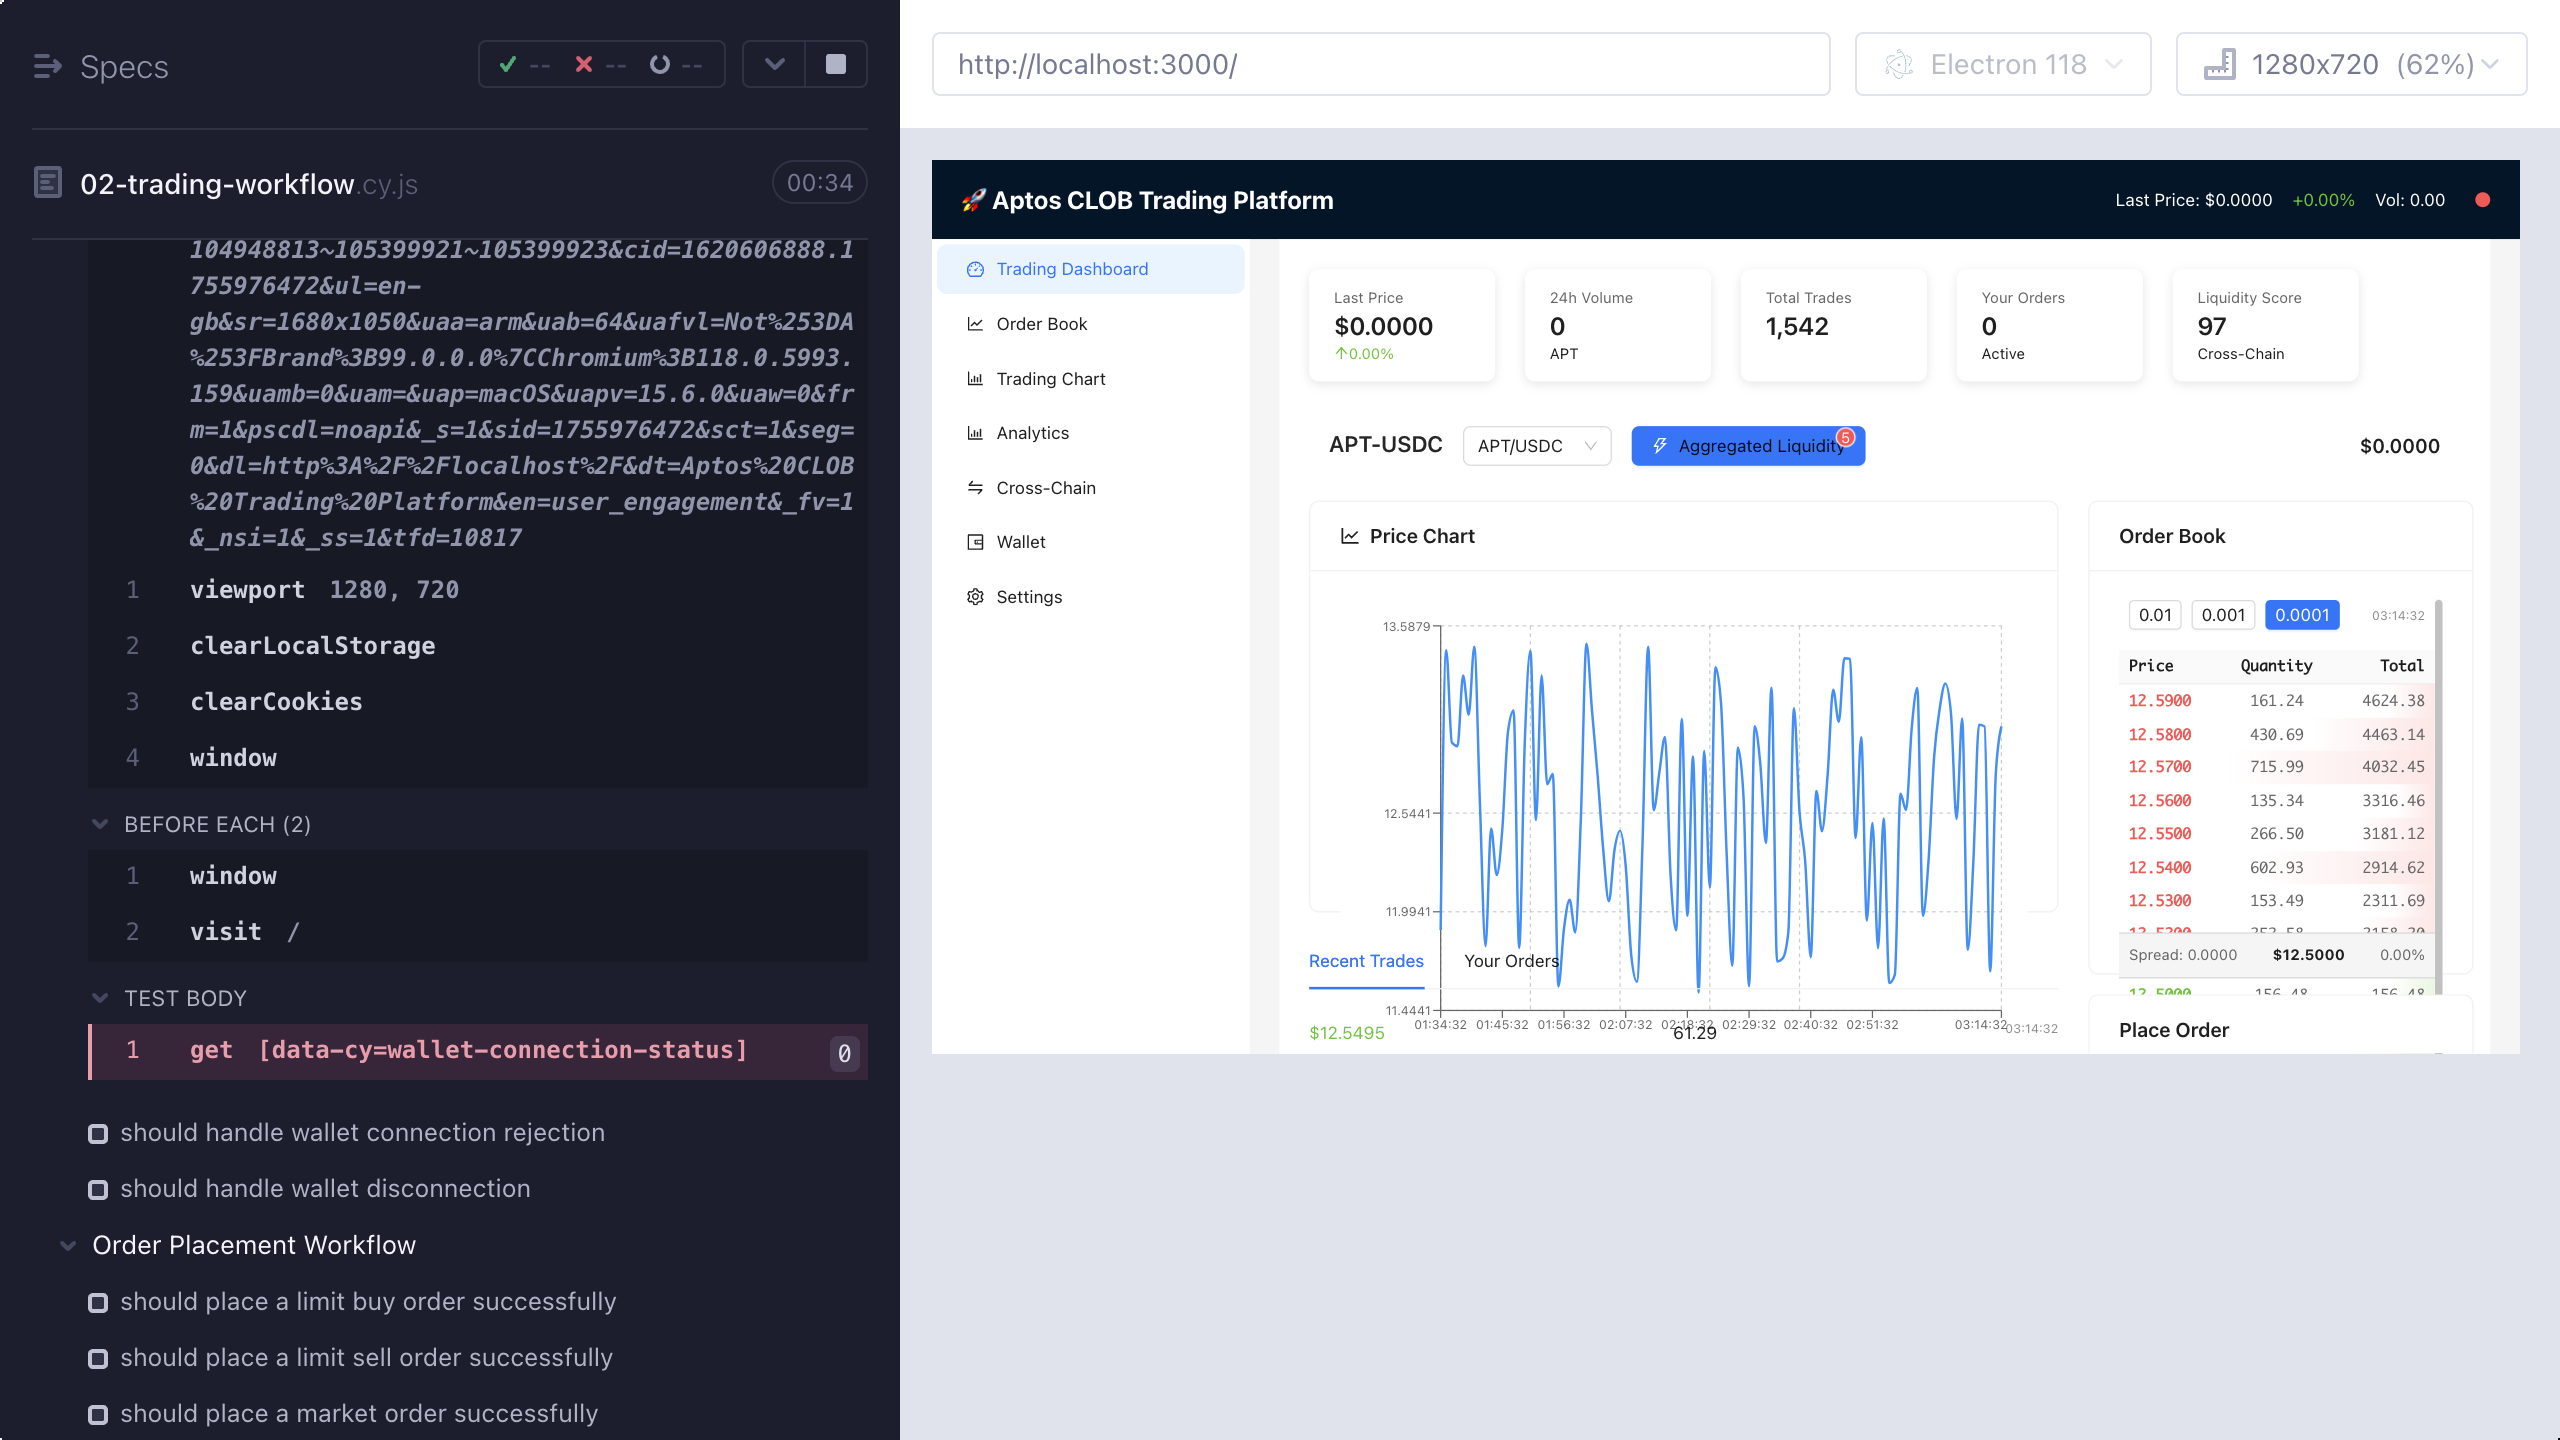 Specs
-- -- --
02-trading-workflow.cy.js
00:34
104948813~105399921~105399923&cid=1620606888.1
755976472&ul=en-
gb&sr=1680x1050&uaa=arm&uab=64&uafvl=Not%253DA
%253FBrand%3B99.0.0.0%7CChromium%3B118.0.5993.
159&uamb=0&uam=&uap=macOS&uapv=15.6.0&uaw=0&fr
m=1&pscdl=noapi&_s=1&sid=1755976472&sct=1&seg=
0&dl=http%3A%2F%2Flocalhost%2F&dt=Aptos%20CLOB
%20Trading%20Platform&en=user_engagement&_fv=1
&_nsi=1&_ss=1&tfd=10817
1 viewport 1280, 720
2 clearLocalStorage
3 clearCookies
4 window
BEFORE EACH (2)
1 window
2 visit /
TEST BODY
1 get [data-cy=wallet-connection-status] 0
should handle wallet connection rejection
should handle wallet disconnection
Order Placement Workflow
should place a limit buy order successfully
should place a limit sell order successfully
should place a market order successfully
http://localhost:3000/
Electron 118
1280x720 (62%)
🚀 Aptos CLOB Trading Platform
Last Price: $0.0000 +0.00% Vol: 0.00
Trading Dashboard
Order Book
Trading Chart
Analytics
Cross-Chain
Wallet
Settings
Last Price
$0.0000
↑0.00%
24h Volume
0
APT
Total Trades
1,542
Your Orders
0
Active
Liquidity Score
97
Cross-Chain
APT-USDC
APT/USDC
Aggregated Liquidity
5
$0.0000
Price Chart
13.5879
12.5441
11.9941
11.4441
01:34:32 01:45:32 01:56:32 02:07:32 02:18:32 02:29:32 02:40:32 02:51:32 03:14:32
Recent Trades
Your Orders
$12.5495 61.29 03:14:32
Order Book
0.01 0.001 0.0001 03:14:32
Price Quantity Total
12.5900 161.24 4624.38
12.5800 430.69 4463.14
12.5700 715.99 4032.45
12.5600 135.34 3316.46
12.5500 266.50 3181.12
12.5400 602.93 2914.62
12.5300 153.49 2311.69
Spread: 0.0000 $12.5000 0.00%
12.5000 156.48 156.48
Place Order